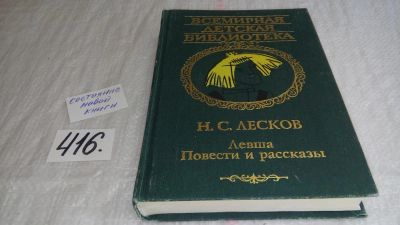 ВСЕМИРНАЯ
ДЕТСКАЯ
БИБЛИОТЕКА
Н. С. ЛЕСКОВ
Левша
Повести и рассказы
состояние
новой
книги
416.